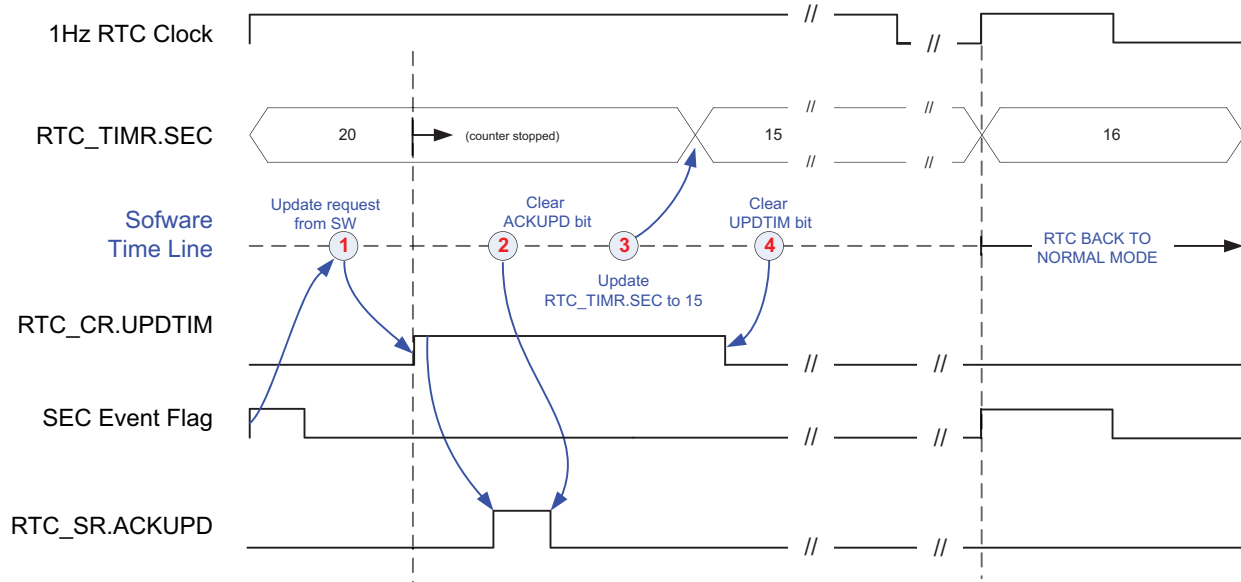 1Hz RTC Clock
//
//
RTC_TIMR.SEC
20
(counter stopped)
15
16
//
//
//
//
Sofware
Time Line
Update request
from SW
1
Clear
ACKUPD bit
2
3
Update
RTC_TIMR.SEC to 15
Clear
UPDTIM bit
4
RTC BACK TO
NORMAL MODE
RTC_CR.UPDTIM
//
//
SEC Event Flag
//
//
RTC_SR.ACKUPD
//
//